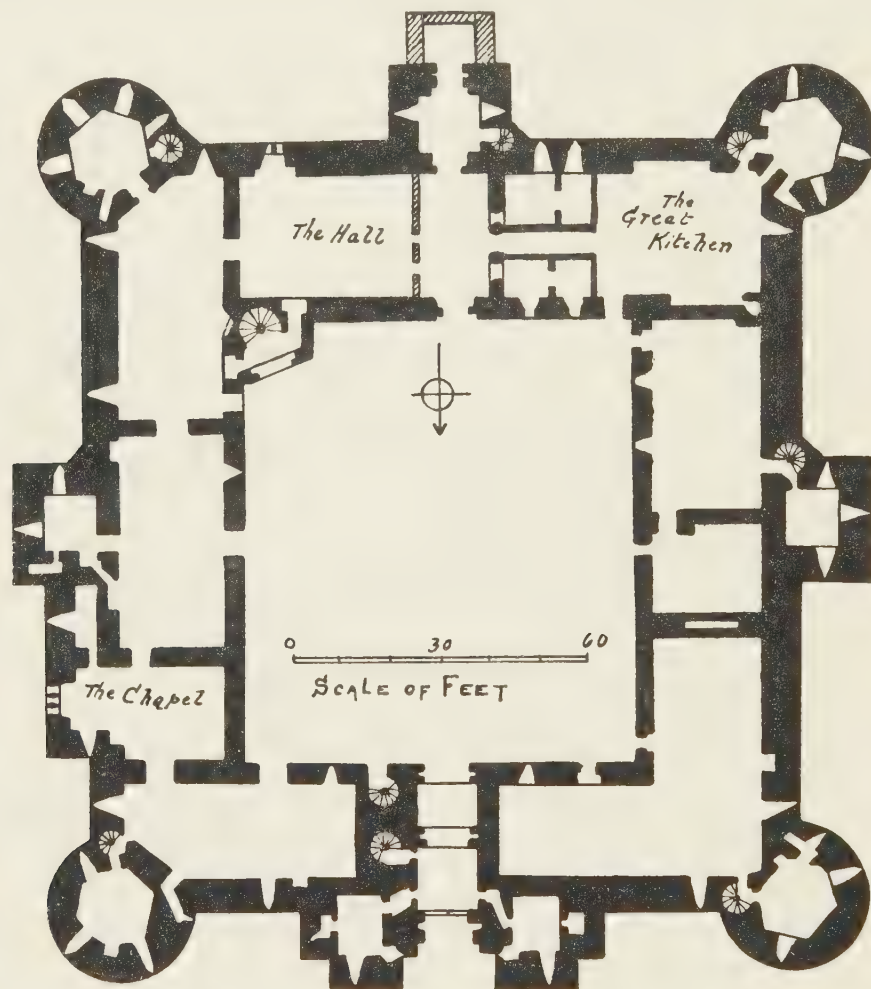 The Hall
The
Great
Kitchen
0 30 60
SCALE OF FEET
The Chapel